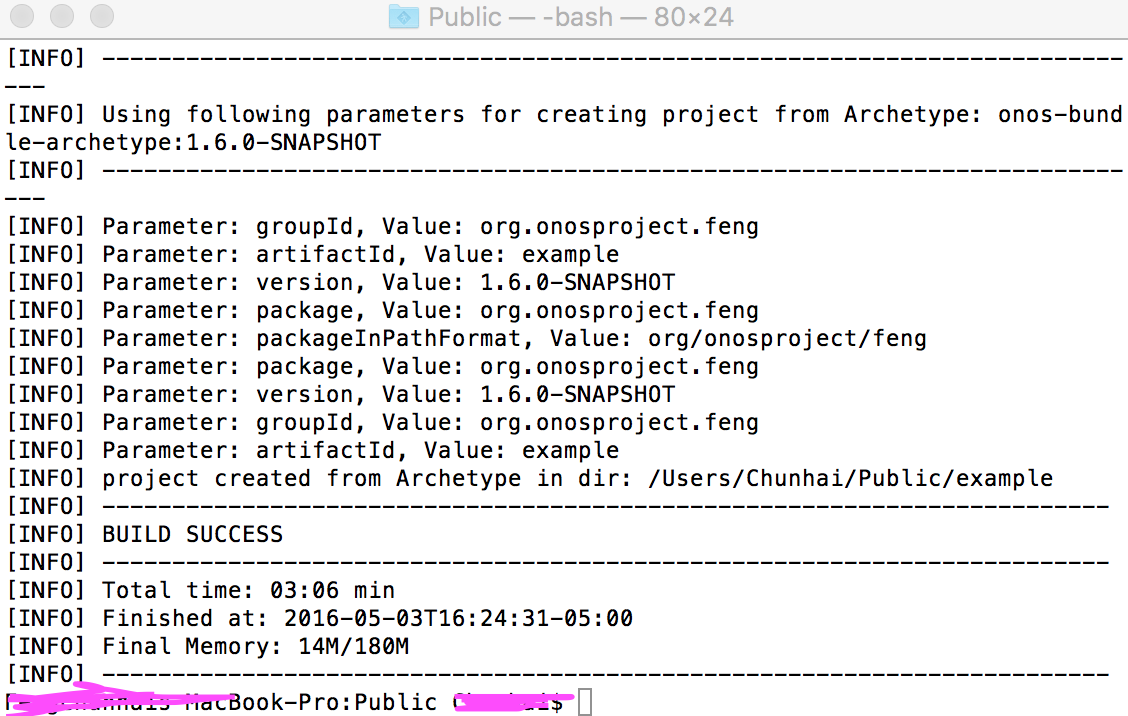 Public — -bash — 80×24
[INFO] -------------------------------------------------------------------------
---
[INFO] Using following parameters for creating project from Archetype: onos-bund
le-archetype:1.6.0-SNAPSHOT
[INFO] -------------------------------------------------------------------------
---
[INFO] Parameter: groupId, Value: org.onosproject.feng
[INFO] Parameter: artifactId, Value: example
[INFO] Parameter: version, Value: 1.6.0-SNAPSHOT
[INFO] Parameter: package, Value: org.onosproject.feng
[INFO] Parameter: packageInPathFormat, Value: org/onosproject/feng
[INFO] Parameter: package, Value: org.onosproject.feng
[INFO] Parameter: version, Value: 1.6.0-SNAPSHOT
[INFO] Parameter: groupId, Value: org.onosproject.feng
[INFO] Parameter: artifactId, Value: example
[INFO] project created from Archetype in dir: /Users/Chunhai/Public/example
[INFO] ------------------------------------------------------------------------
[INFO] BUILD SUCCESS
[INFO] ------------------------------------------------------------------------
[INFO] Total time: 03:06 min
[INFO] Finished at: 2016-05-03T16:24:31-05:00
[INFO] Final Memory: 14M/180M
[INFO] ------------------------------------------------------------------------
MacBook-Pro:Public $